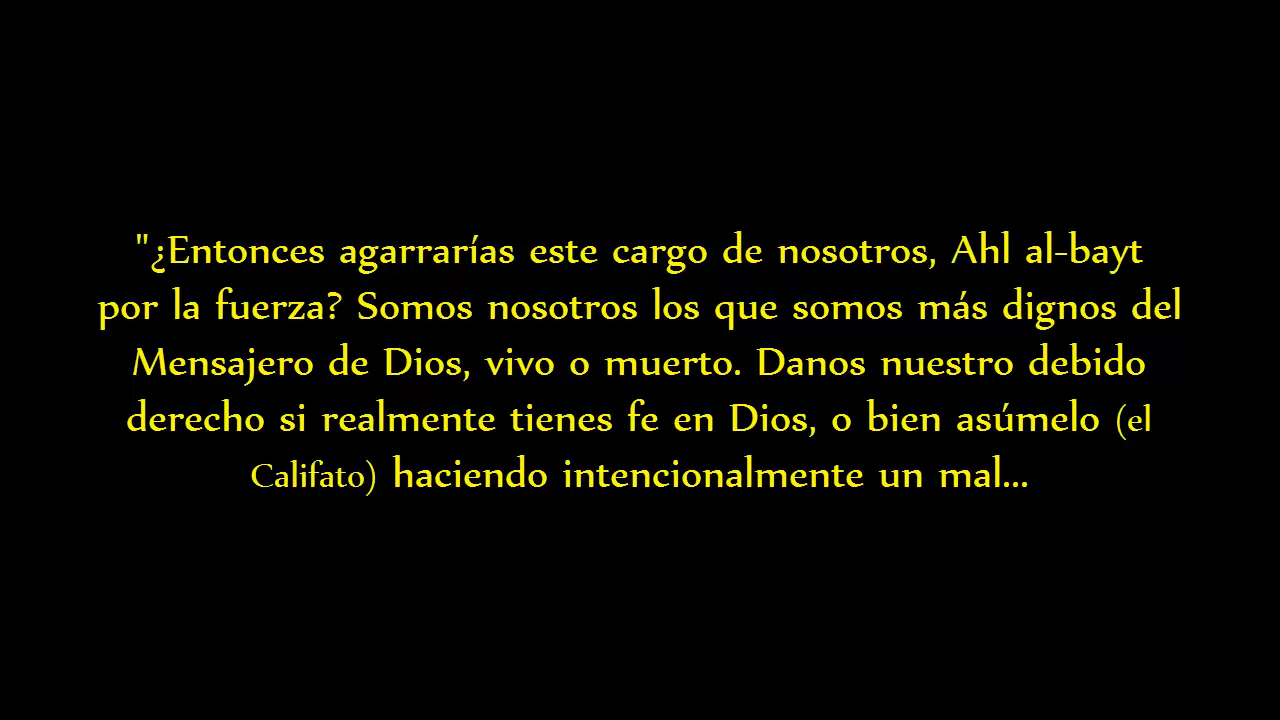 "¿Entonces agarrarías este cargo de nosotros, Ahl al-bayt
por la fuerza? Somos nosotros los que somos más dignos del
Mensajero de Dios, vivo o muerto. Danos nuestro debido
derecho si realmente tienes fe en Dios, o bien asúmelo (el
Califato) haciendo intencionalmente un mal...